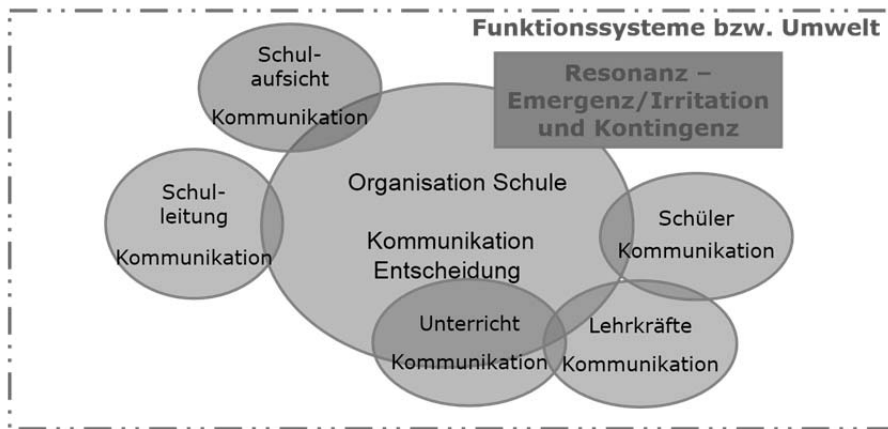 Funktionssysteme bzw. Umwelt
Schul-
aufsicht
Kommunikation
Resonanz –
Emergenz/Irritation
und Kontingenz
Schul-
leitung
Kommunikation
Organisation Schule
Kommunikation
Entscheidung
Schüler
Kommunikation
Unterricht
Kommunikation
Lehrkräfte
Kommunikation